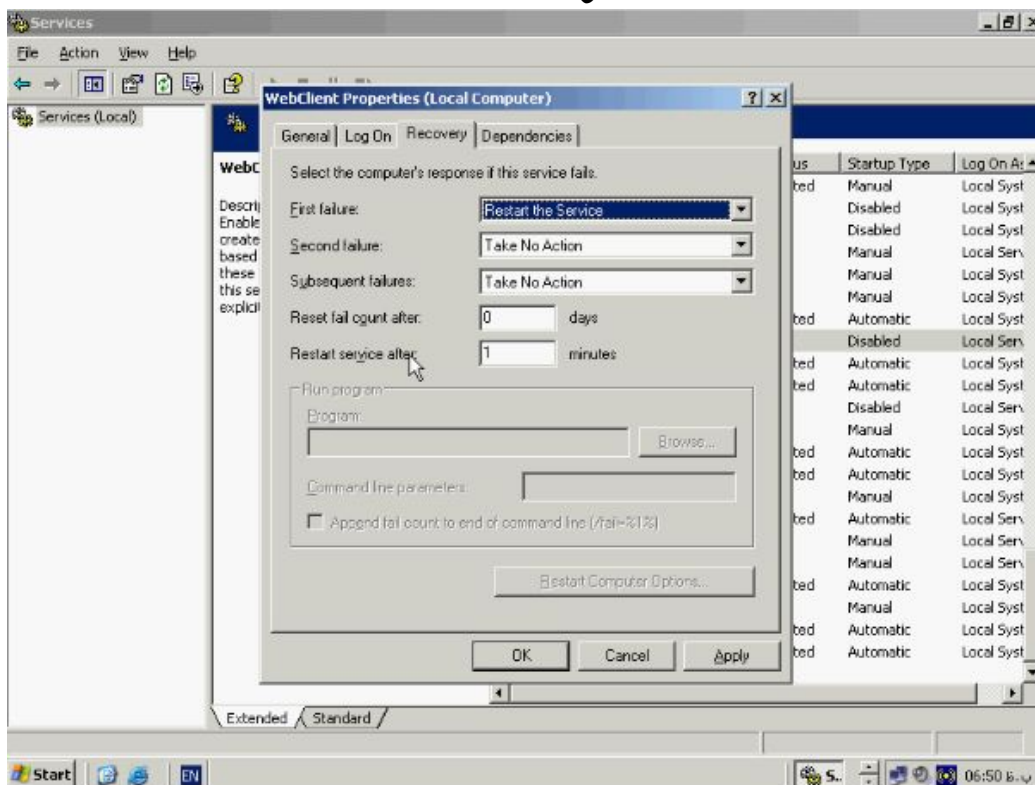 Services
File Action View Help
Services (Local)
WebClient Properties (Local Computer)
General Log On Recovery Dependencies
Select the computer's response if this service fails.
First failure: Restart the Service
Second failure: Take No Action
Subsequent failures: Take No Action
Reset fail count after: 0 days
Restart service after: 1 minutes
Run program
Program:
Browse...
Command line parameters:
Append fail count to end of command line (/fail=%1%)
Restart Computer Options...
OK Cancel Apply
WebC
Descri
Enable
create
based
these
this se
explicit
us Startup Type Log On As
ted Manual Local Syst
Disabled Local Syst
Disabled Local Syst
Manual Local Serv
Manual Local Syst
Manual Local Syst
ted Automatic Local Syst
Disabled Local Serv
ted Automatic Local Syst
ted Automatic Local Syst
Disabled Local Serv
Manual Local Syst
ted Automatic Local Syst
ted Automatic Local Syst
Manual Local Syst
ted Automatic Local Serv
Manual Local Serv
Manual Local Serv
ted Automatic Local Syst
Manual Local Syst
ted Automatic Local Syst
ted Automatic Local Syst
Extended Standard
Start EN S.. 06:50